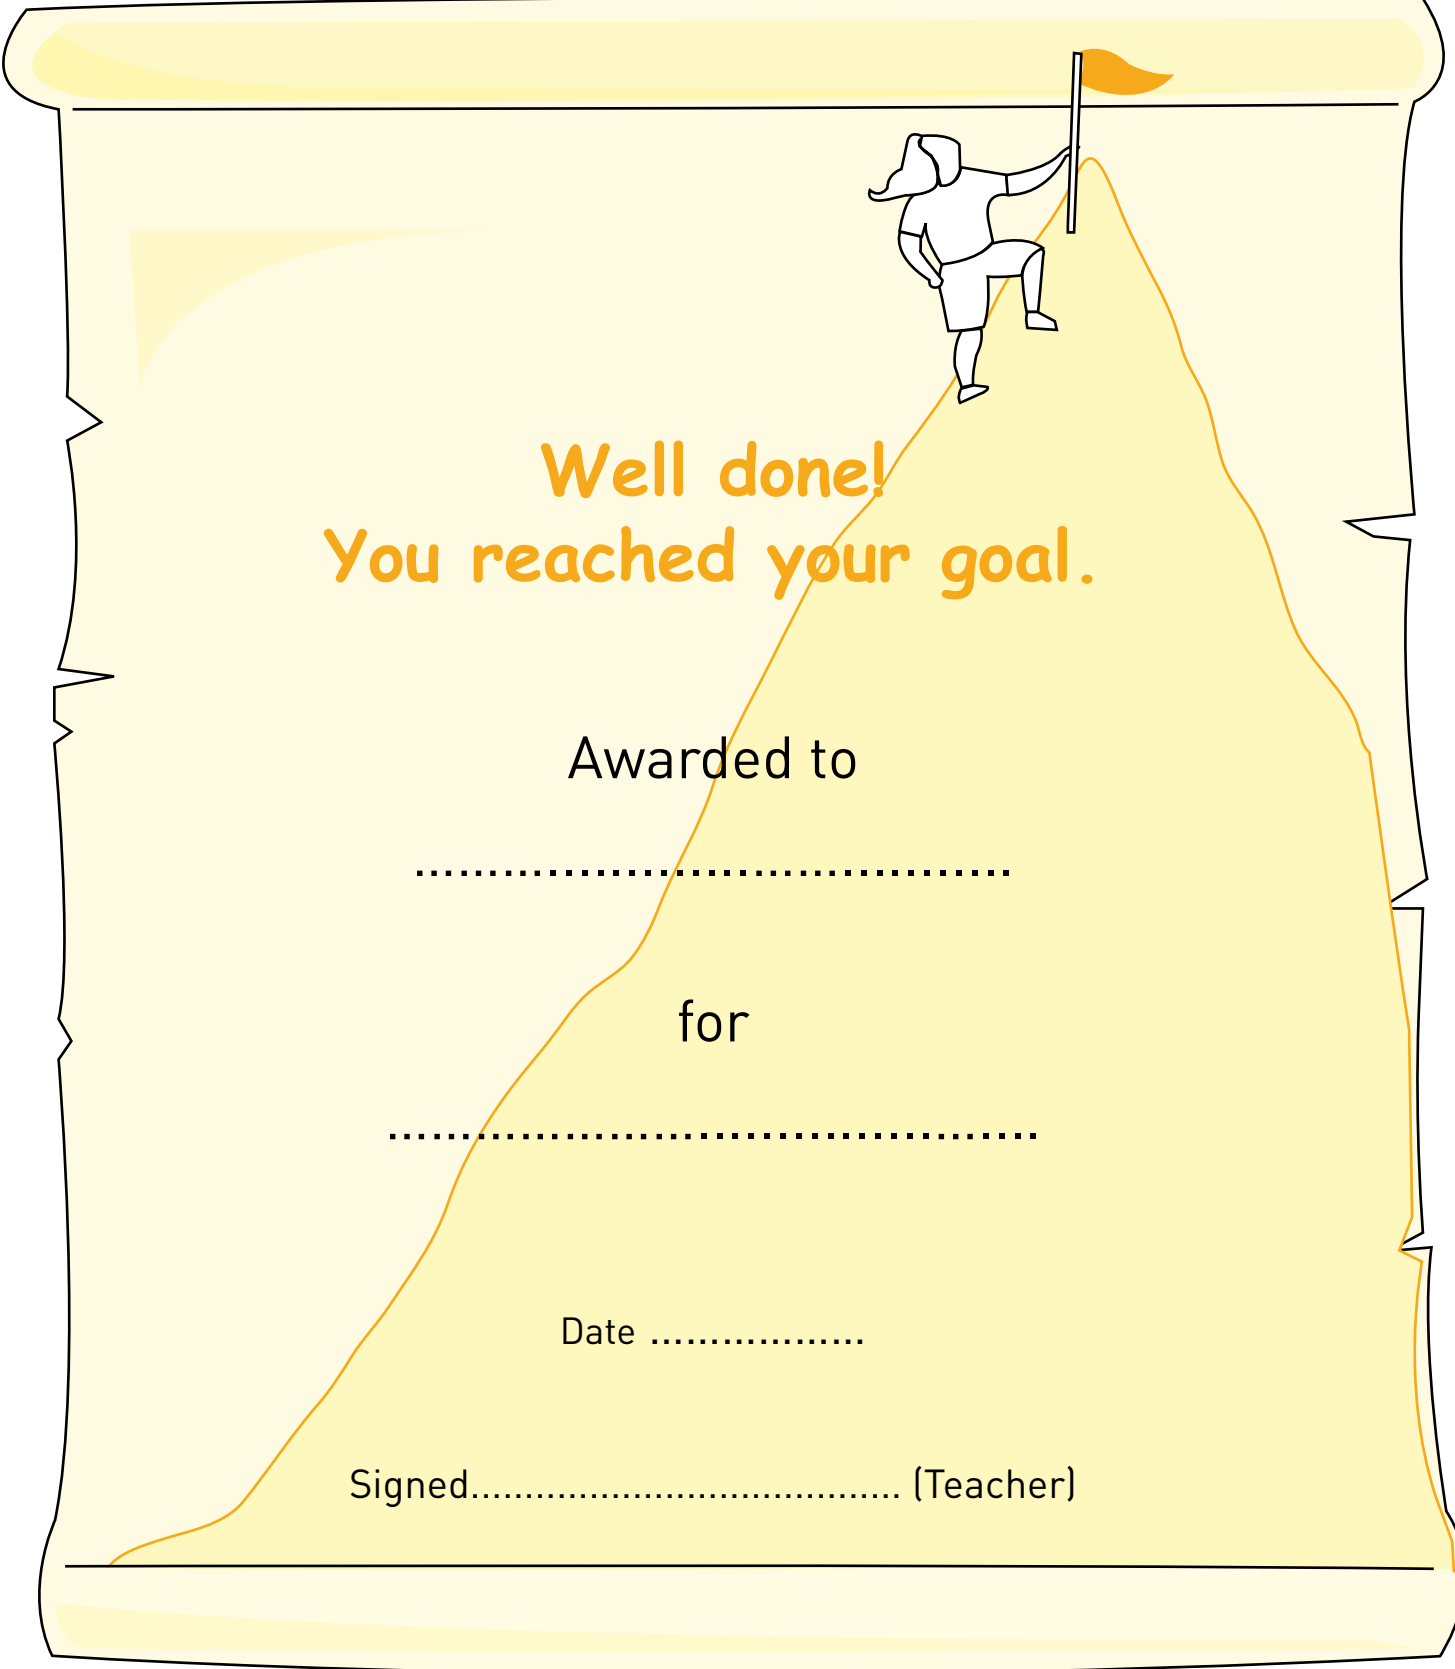 Well done!
You reached your goal.
Awarded to
........................................
for
............................................
Date ..................
Signed........................................ (Teacher)